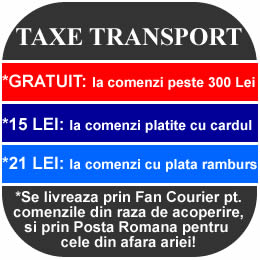 TAXE TRANSPORT
*GRATUIT: la comenzi peste 300 Lei
*15 LEI: la comenzi platite cu cardul
*21 LEI: la comenzi cu plata ramburs
*Se livreaza prin Fan Courier pt.
comenzile din raza de acoperire,
si prin Posta Romana pentru
cele din afara ariei!